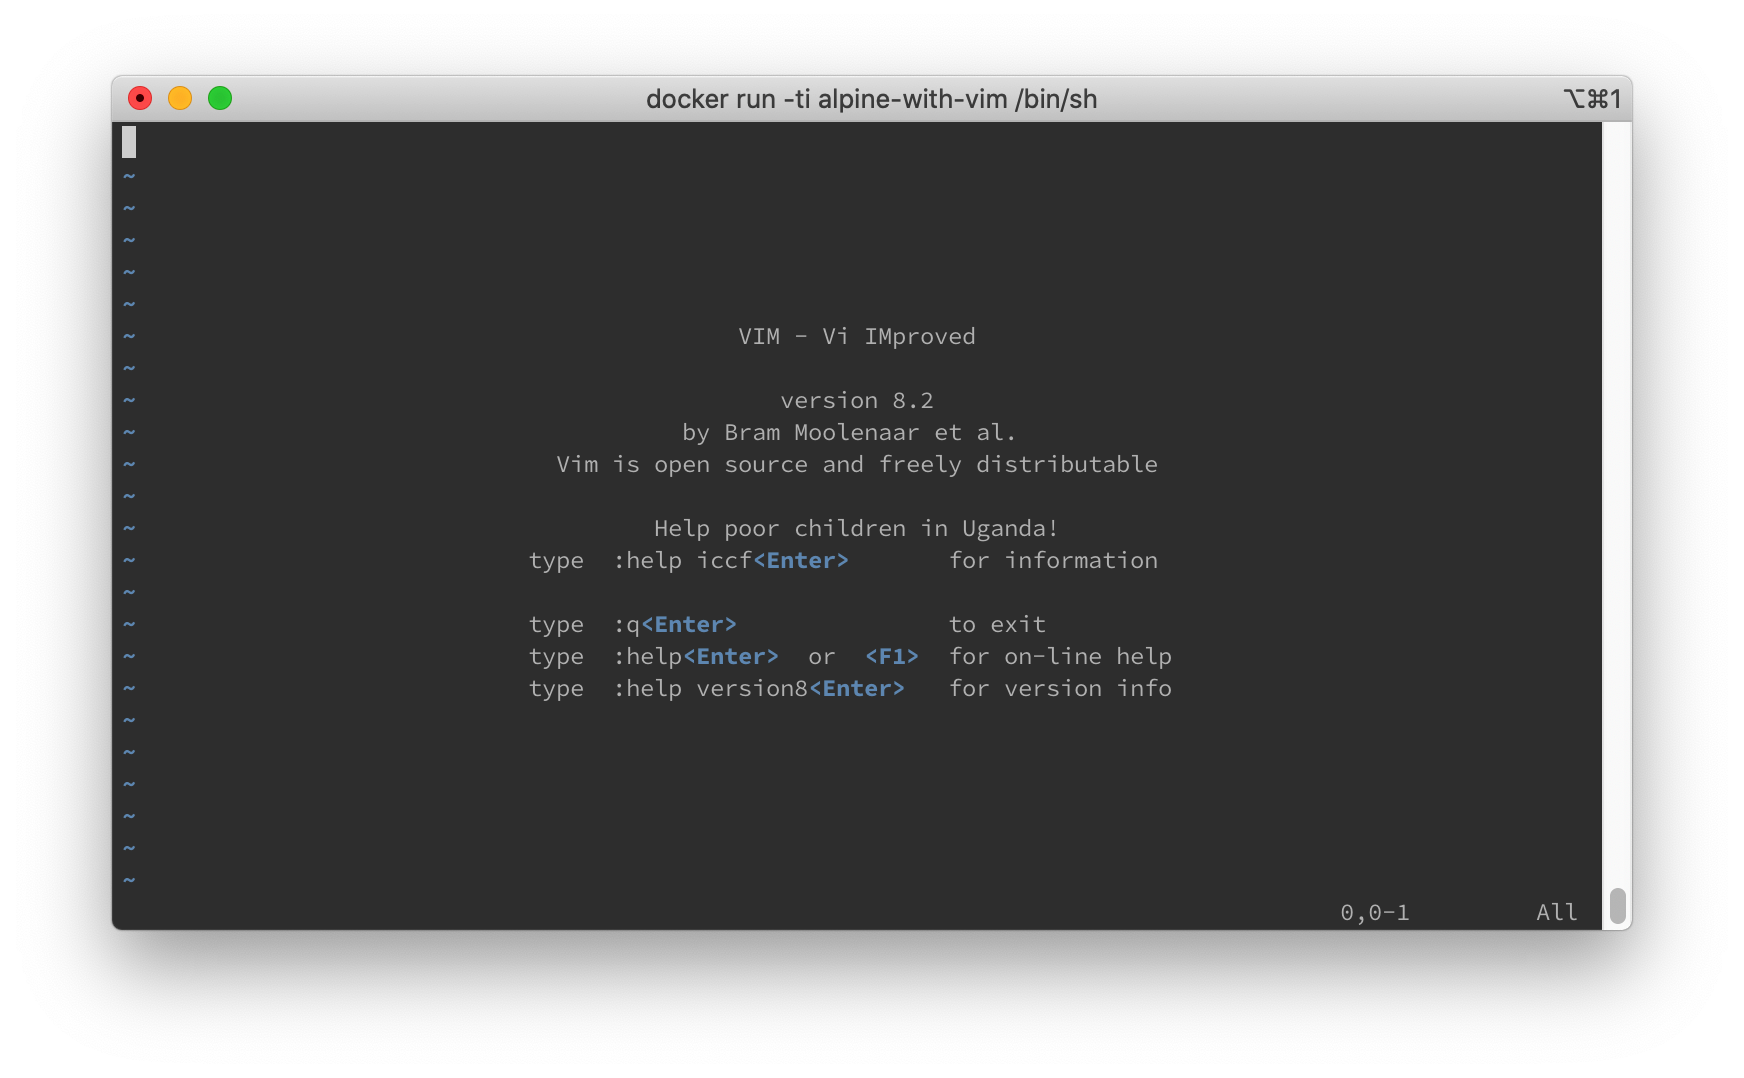 docker run -ti alpine-with-vim /bin/sh ⌥⌘1
~
~
~
~
~
~ VIM - Vi IMproved
~
~ version 8.2
~ by Bram Moolenaar et al.
~ Vim is open source and freely distributable
~
~ Help poor children in Uganda!
~ type :help iccf<Enter> for information
~
~ type :q<Enter> to exit
~ type :help<Enter> or <F1> for on-line help
~ type :help version8<Enter> for version info
~
~
~
~
~
~
0,0-1 All